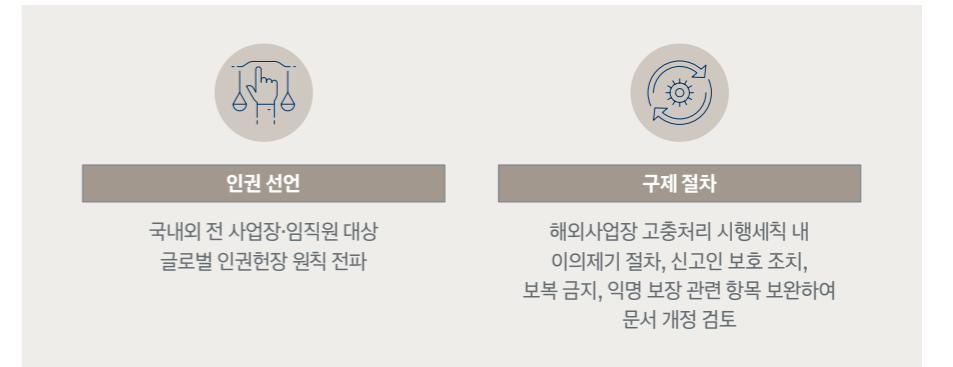 인권 선언
국내외 전 사업장·임직원 대상
글로벌 인권헌장 원칙 전파
구제 절차
해외사업장 고충처리 시행세칙 내
이의제기 절차, 신고인 보호 조치,
보복 금지, 익명 보장 관련 항목 보완하여
문서 개정 검토